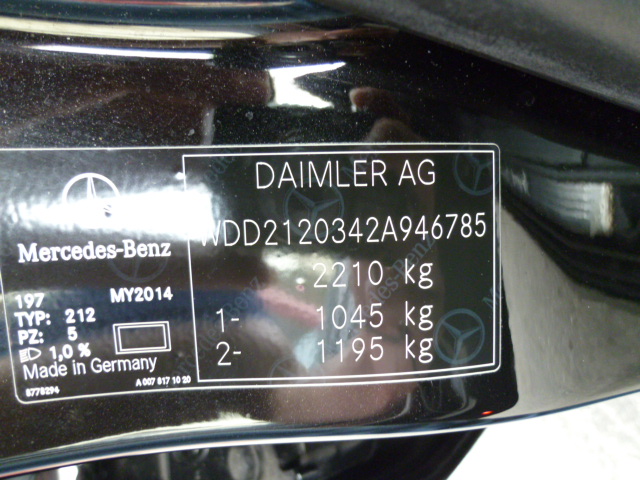 Mercedes-Benz
197 MY2014
TYP: 212
PZ: 5
1,0 %
Made in Germany
8778294 A 007 817 10 20
DAIMLER AG
WDD2120342A946785
2210 kg
1- 1045 kg
2- 1195 kg